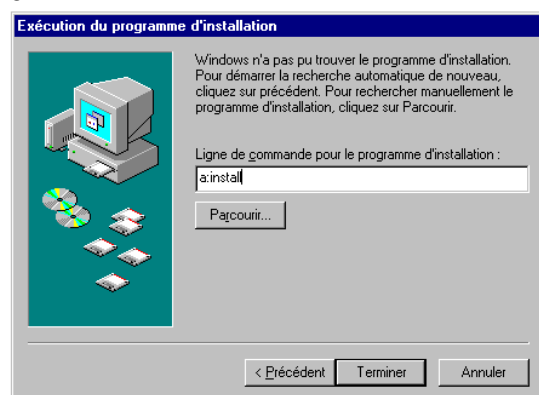 Exécution du programme d'installation
Windows n'a pas pu trouver le programme d'installation.
Pour démarrer la recherche automatique de nouveau,
cliquez sur précédent. Pour rechercher manuellement le
programme d'installation, cliquez sur Parcourir.
Ligne de commande pour le programme d'installation :
a:install
Parcourir...
< Précédent
Terminer
Annuler